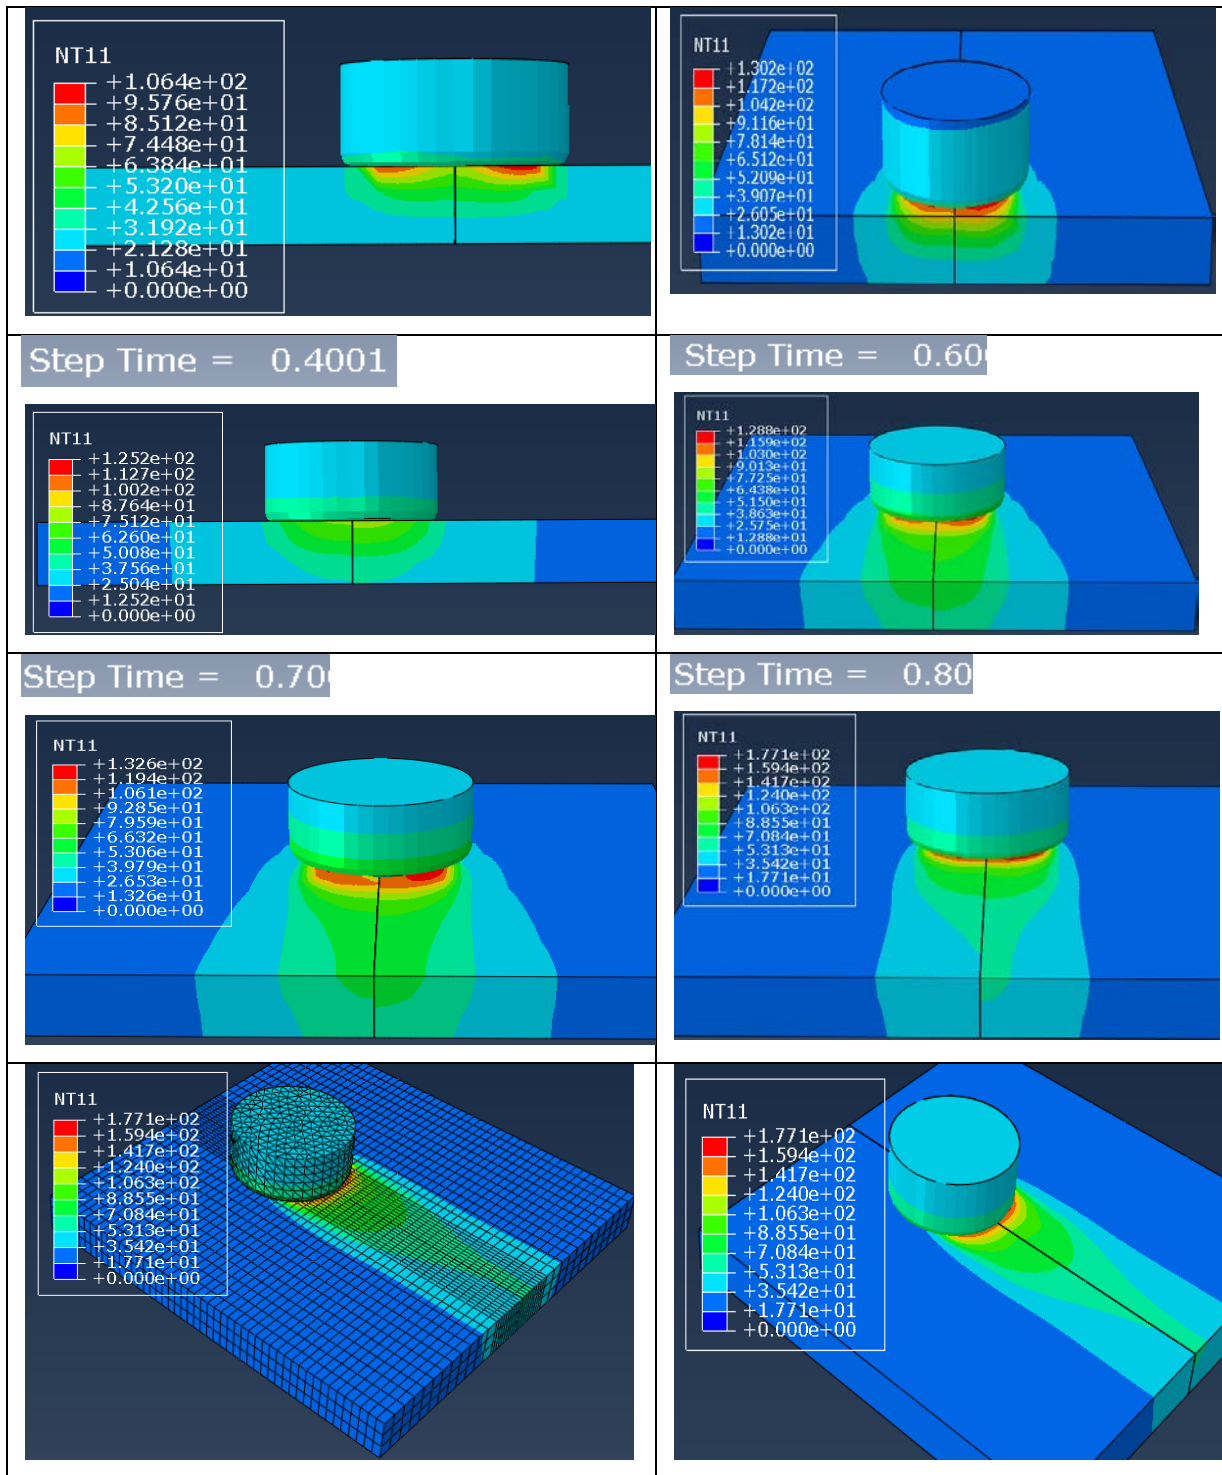 NT11
+1.064e+02
+9.576e+01
+8.512e+01
+7.448e+01
+6.384e+01
+5.320e+01
+4.256e+01
+3.192e+01
+2.128e+01
+1.064e+01
+0.000e+00
NT11
+1.302e+02
+1.172e+02
+1.042e+02
+9.116e+01
+7.814e+01
+6.512e+01
+5.209e+01
+3.907e+01
+2.605e+01
+1.302e+01
+0.000e+00
Step Time = 0.4001
NT11
+1.252e+02
+1.127e+02
+1.002e+02
+8.764e+01
+7.512e+01
+6.260e+01
+5.008e+01
+3.756e+01
+2.504e+01
+1.252e+01
+0.000e+00
Step Time = 0.60
NT11
+1.288e+02
+1.159e+02
+1.030e+02
+9.013e+01
+7.725e+01
+6.438e+01
+5.150e+01
+3.863e+01
+2.575e+01
+1.288e+01
+0.000e+00
Step Time = 0.70
NT11
+1.326e+02
+1.194e+02
+1.061e+02
+9.285e+01
+7.959e+01
+6.632e+01
+5.306e+01
+3.979e+01
+2.653e+01
+1.326e+01
+0.000e+00
Step Time = 0.80
NT11
+1.771e+02
+1.594e+02
+1.417e+02
+1.240e+02
+1.063e+02
+8.855e+01
+7.084e+01
+5.313e+01
+3.542e+01
+1.771e+01
+0.000e+00
NT11
+1.771e+02
+1.594e+02
+1.417e+02
+1.240e+02
+1.063e+02
+8.855e+01
+7.084e+01
+5.313e+01
+3.542e+01
+1.771e+01
+0.000e+00
NT11
+1.771e+02
+1.594e+02
+1.417e+02
+1.240e+02
+1.063e+02
+8.855e+01
+7.084e+01
+5.313e+01
+3.542e+01
+1.771e+01
+0.000e+00